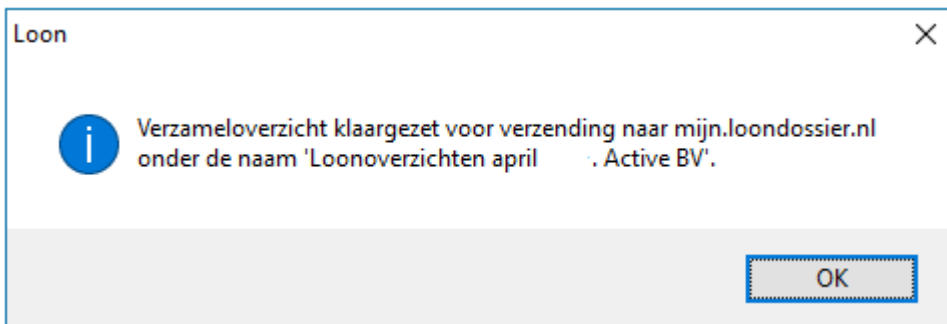 Loon
Verzameloverzicht klaargezet voor verzending naar mijn.loondossier.nl
onder de naam 'Loonoverzichten april . Active BV'.
OK